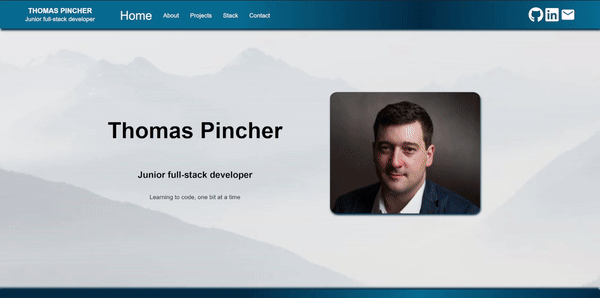 THOMAS PINCHER
Junior full-stack developer
Home About Projects Stack Contact
Thomas Pincher
Junior full-stack developer
Learning to code, one bit at a time